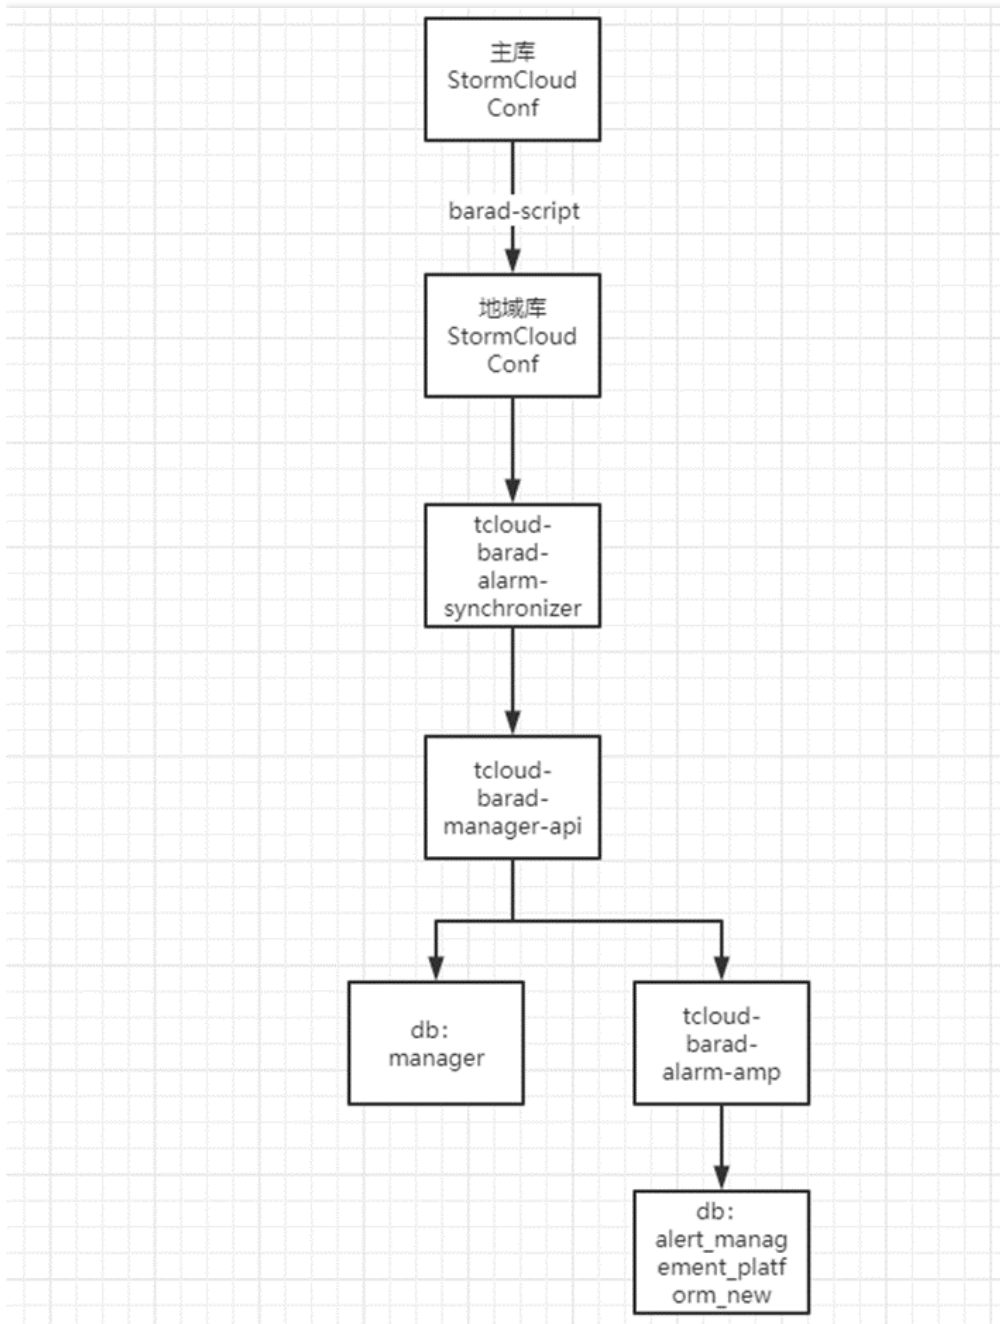 主库
StormCloud
Conf
barad-script
地域库
StormCloud
Conf
tcloud-
barad-
alarm-
synchronizer
tcloud-
barad-
manager-api
db:
manager
tcloud-
barad-
alarm-amp
db:
alert_manag
ement_platf
orm_new